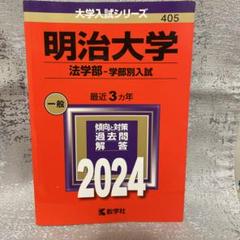 大学入試シリーズ
405
明治大学
法学部-学部別入試
一般
最近3カ年
傾向と対策
過去問
解答
2024
教学社